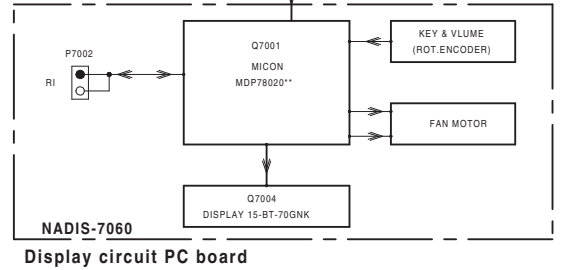 KEY & VLUME
(ROT.ENCODER)
P7002
Q7001
MICON
MDP78020**
RI
FAN MOTOR
Q7004
DISPLAY 15-BT-70GNK
NADIS-7060
Display circuit PC board